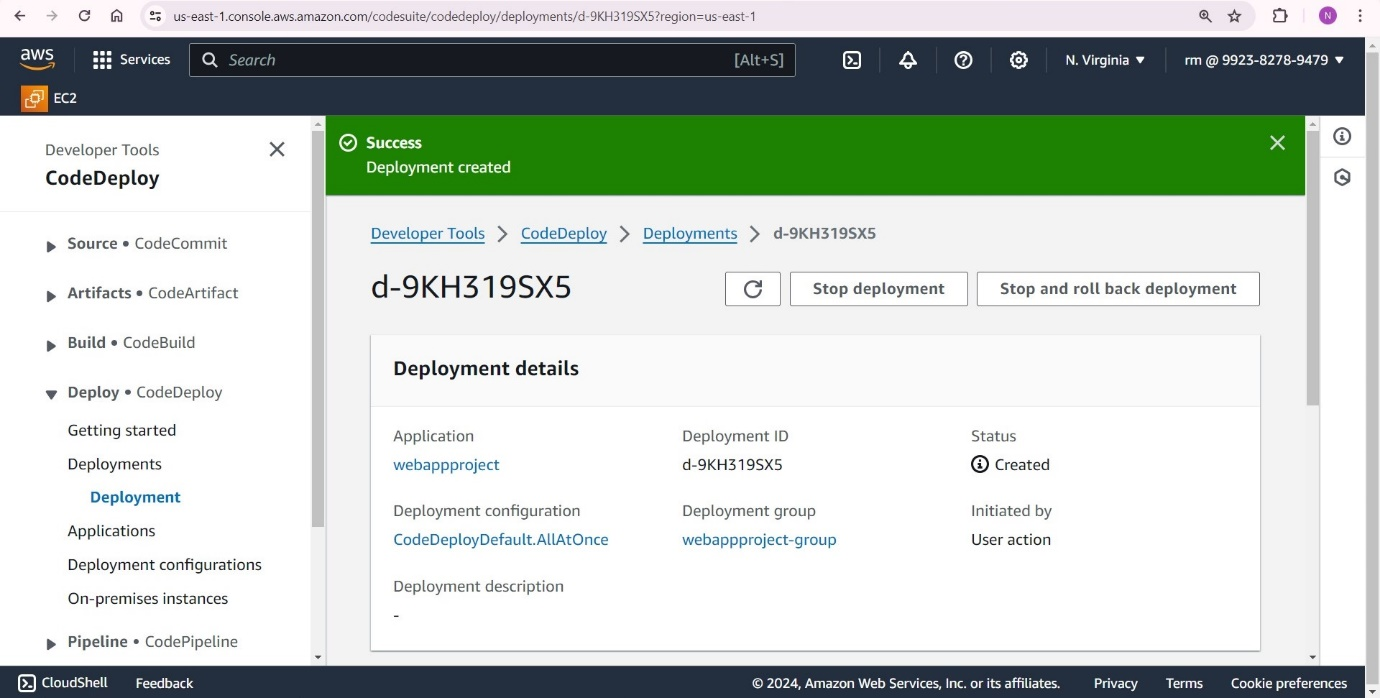 us-east-1.console.aws.amazon.com/codesuite/codedeploy/deployments/d-9KH319SX5?region=us-east-1
N
aws
Services
Search
[Alt+S]
N. Virginia
rm @ 9923-8278-9479
EC2
Developer Tools
CodeDeploy
Source • CodeCommit
Artifacts • CodeArtifact
Build • CodeBuild
Deploy • CodeDeploy
Getting started
Deployments
Deployment
Applications
Deployment configurations
On-premises instances
Pipeline • CodePipeline
Success
Deployment created
Developer Tools > CodeDeploy > Deployments > d-9KH319SX5
d-9KH319SX5
Stop deployment
Stop and roll back deployment
Deployment details
Application
webappproject
Deployment ID
d-9KH319SX5
Status
Created
Deployment configuration
CodeDeployDefault.AllAtOnce
Deployment group
webappproject-group
Initiated by
User action
Deployment description
-
CloudShell
Feedback
© 2024, Amazon Web Services, Inc. or its affiliates.
Privacy
Terms
Cookie preferences